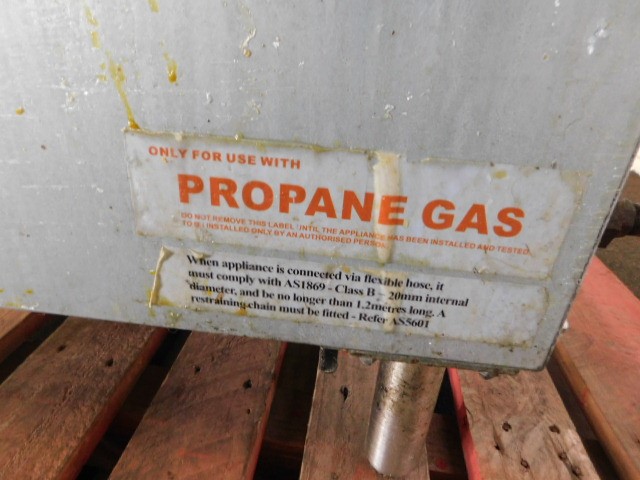 ONLY FOR USE WITH
PROPANE GAS
DO NOT REMOVE THIS LABEL UNTIL THE APPLIANCE HAS BEEN INSTALLED AND TESTED.
TO BE INSTALLED ONLY BY AN AUTHORISED PERSON.
When appliance is connected via flexible hose, it
must comply with AS1869 - Class B - 20mm internal
diameter, and be no longer than 1.2metres long. A
restraining chain must be fitted - Refer AS5601